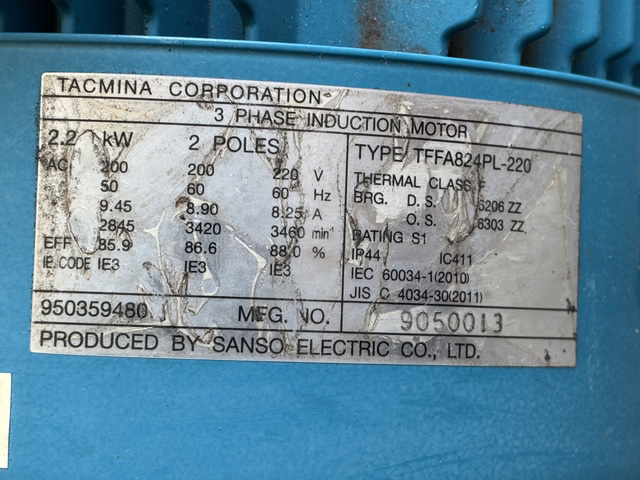 TACMINA CORPORATION
3 PHASE INDUCTION MOTOR
2.2 kW 2 POLES
AC 200 200 220 V
50 60 60 Hz
9.45 8.90 8.25 A
2845 3420 3460 min⁻¹
EFF 85.9 86.6 88.0 %
IE CODE IE3 IE3 IE3
TYPE TFFA824PL-220
THERMAL CLASS F
BRG. D. S. 6206 ZZ
O. S. 6303 ZZ
RATING S1
IP44 IC411
IEC 60034-1(2010)
JIS C 4034-30(2011)
950359480 MFG. NO. 9050013
PRODUCED BY SANSO ELECTRIC CO., LTD.